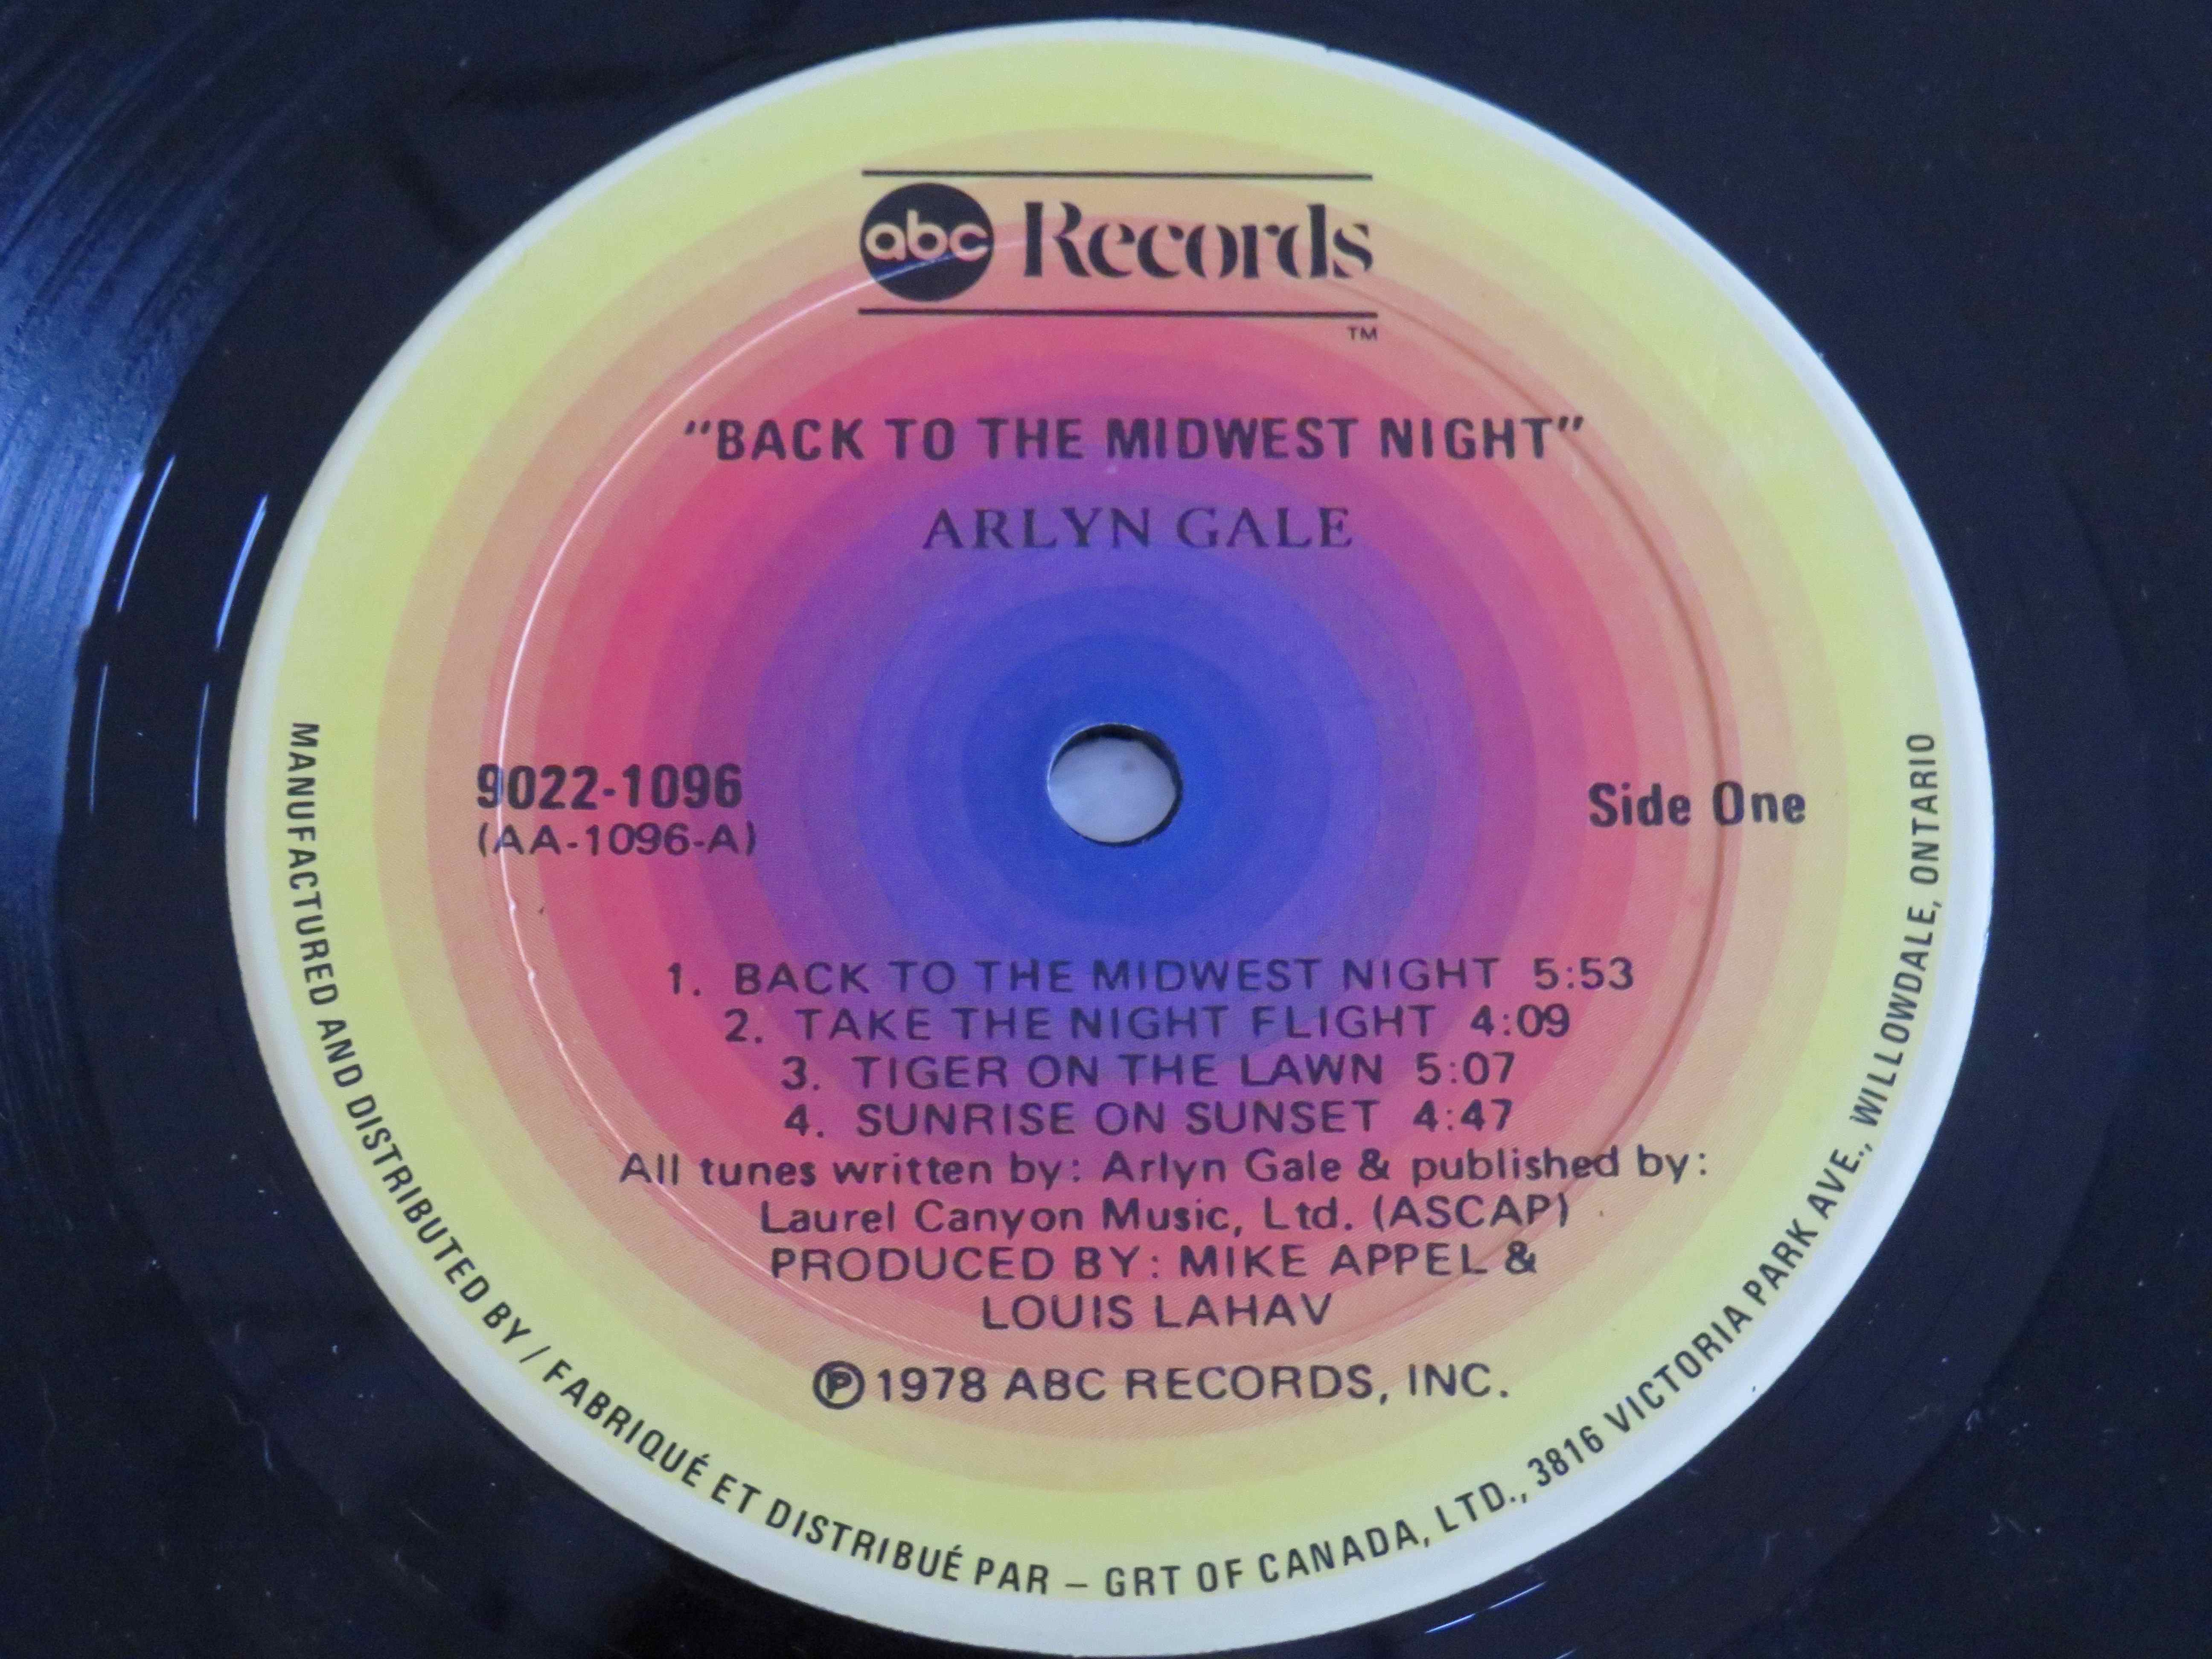 abc Records
TM
"BACK TO THE MIDWEST NIGHT"
ARLYN GALE
9022-1096
(AA-1096-A)
Side One
1. BACK TO THE MIDWEST NIGHT 5:53
2. TAKE THE NIGHT FLIGHT 4:09
3. TIGER ON THE LAWN 5:07
4. SUNRISE ON SUNSET 4:47
All tunes written by: Arlyn Gale & published by:
Laurel Canyon Music, Ltd. (ASCAP)
PRODUCED BY: MIKE APPEL &
LOUIS LAHAV
℗ 1978 ABC RECORDS, INC.
MANUFACTURED AND DISTRIBUTED BY / FABRIQUÉ ET DISTRIBUÉ PAR – GRT OF CANADA, LTD., 3816 VICTORIA PARK AVE., WILLOWDALE, ONTARIO